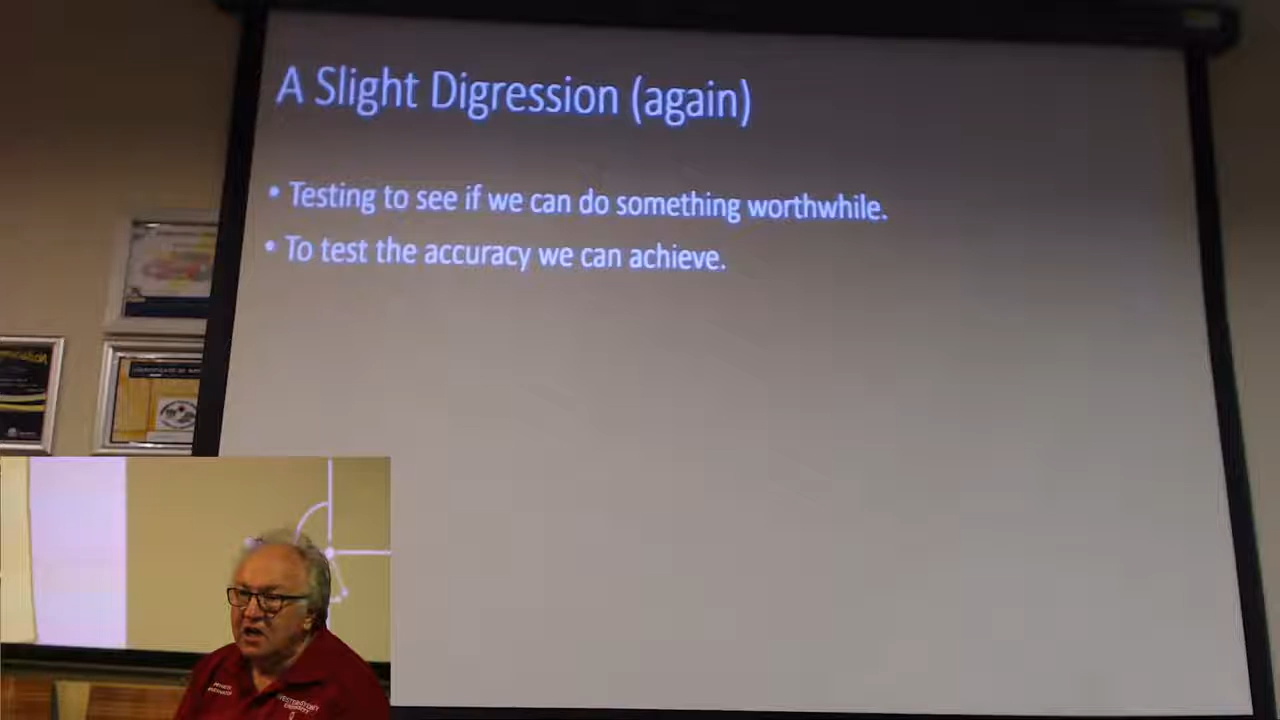 A Slight Digression (again)
• Testing to see if we can do something worthwhile.
• To test the accuracy we can achieve.